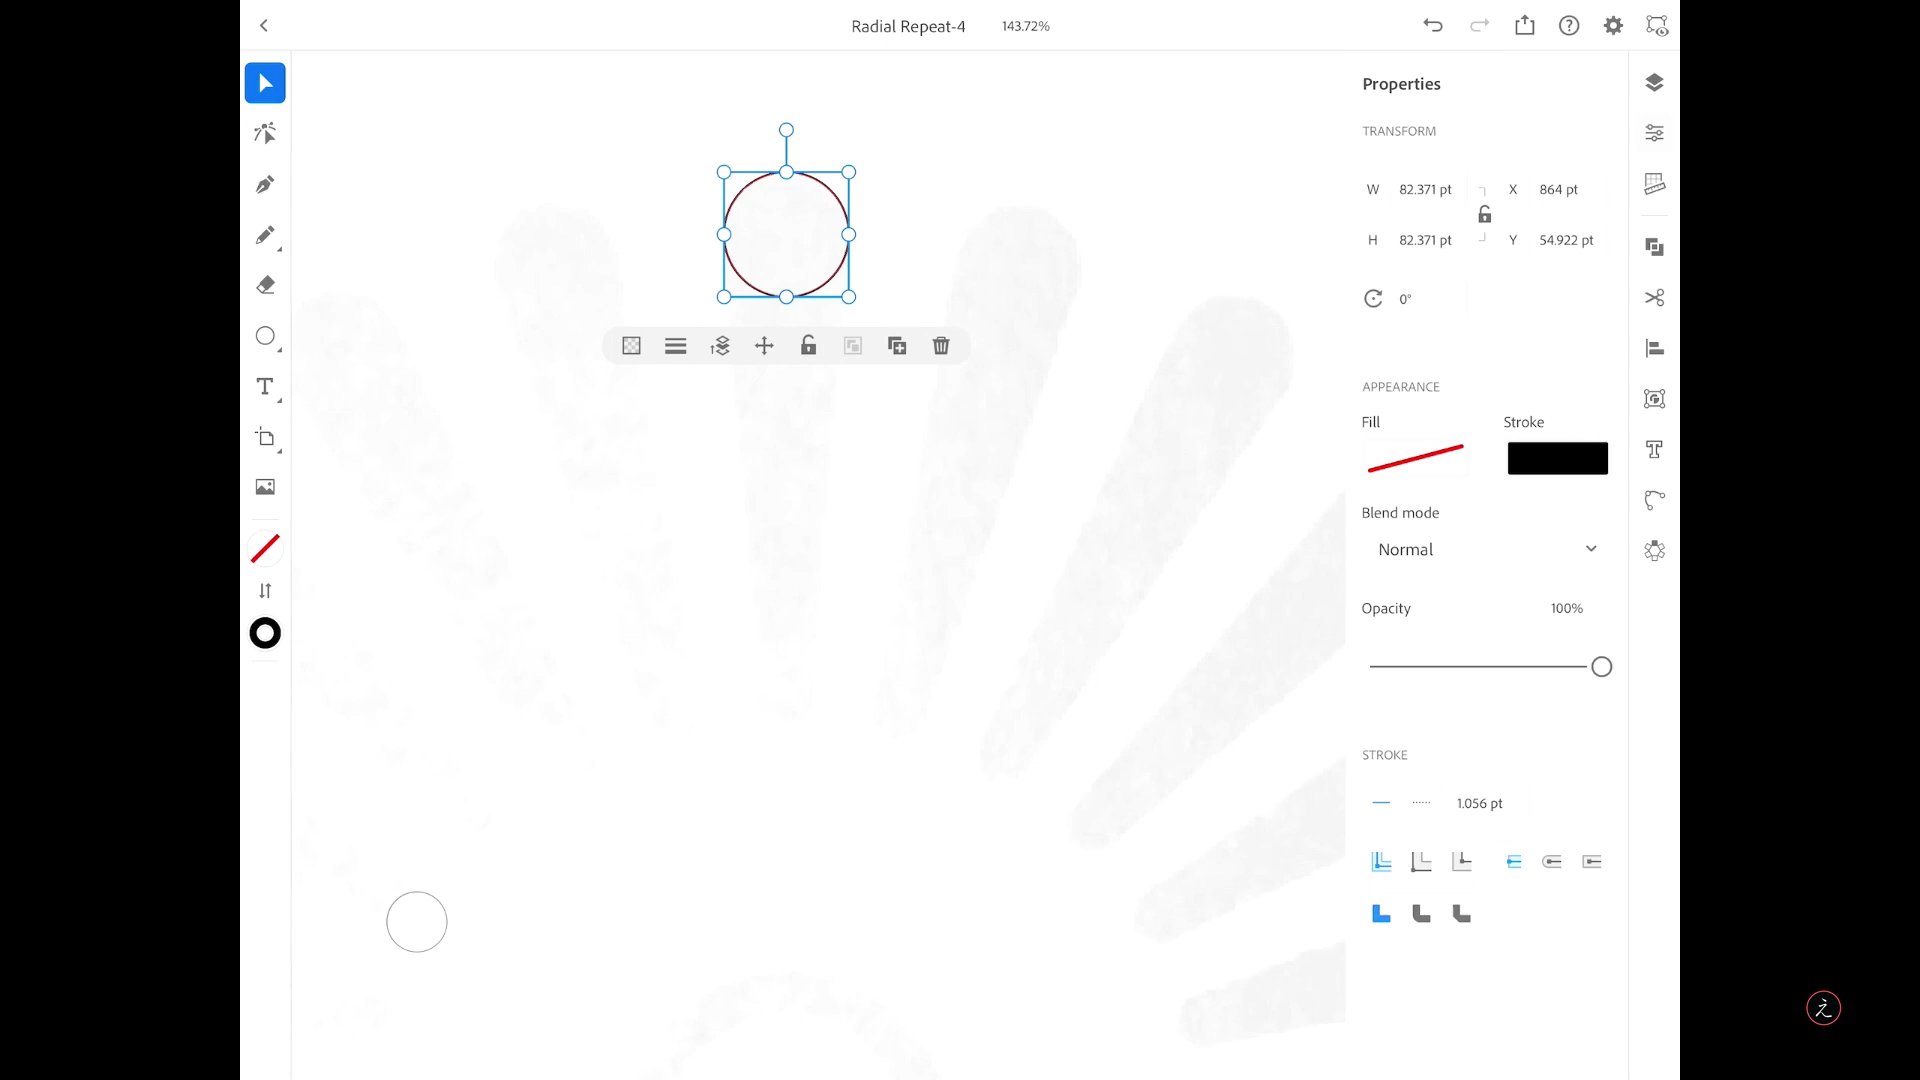 Radial Repeat-4 143.72%
Properties
TRANSFORM
W 82.371 pt X 864 pt
H 82.371 pt Y 54.922 pt
0°
APPEARANCE
Fill Stroke
Blend mode
Normal
Opacity 100%
STROKE
1.056 pt
え